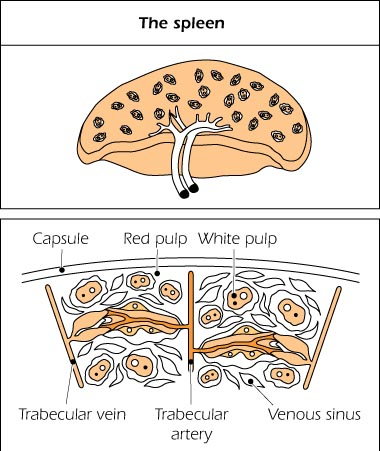 The spleen
Capsule Red pulp White pulp
Trabecular vein Trabecular artery Venous sinus